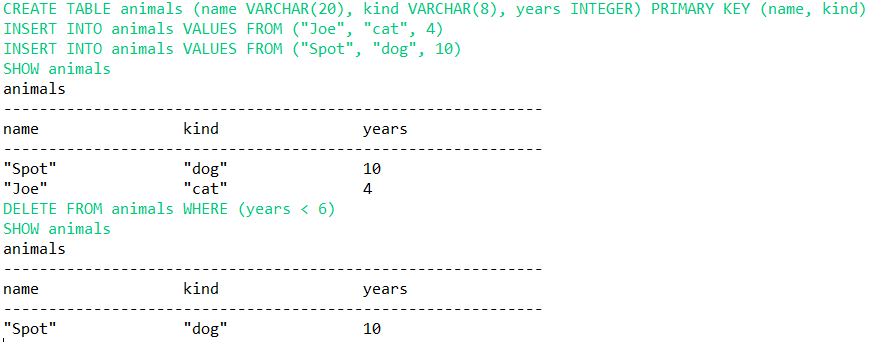 CREATE TABLE animals (name VARCHAR(20), kind VARCHAR(8), years INTEGER) PRIMARY KEY (name, kind)
INSERT INTO animals VALUES FROM ("Joe", "cat", 4)
INSERT INTO animals VALUES FROM ("Spot", "dog", 10)
SHOW animals
animals
------------------------------------------------------------
name                kind                years
------------------------------------------------------------
"Spot"              "dog"               10
"Joe"               "cat"               4
DELETE FROM animals WHERE (years < 6)
SHOW animals
animals
------------------------------------------------------------
name                kind                years
------------------------------------------------------------
"Spot"              "dog"               10